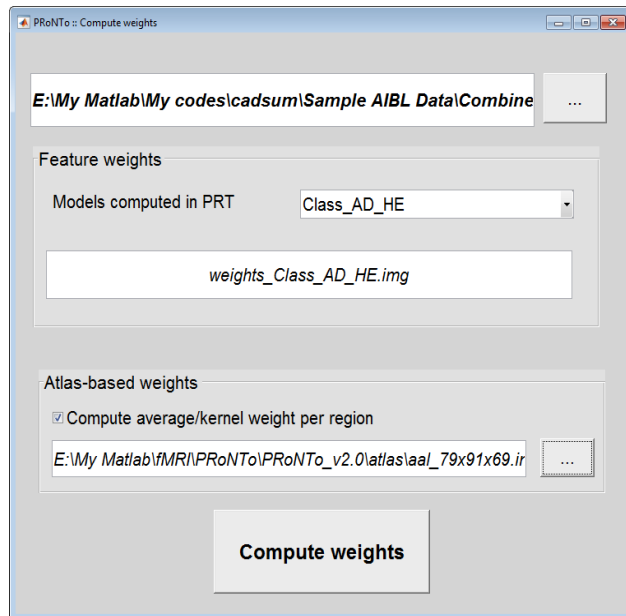 PRoNTo :: Compute weights
E:\My Matlab\My codes\cadsum\Sample AIBL Data\Combine
...
Feature weights
Models computed in PRT
Class_AD_HE
weights_Class_AD_HE.img
Atlas-based weights
Compute average/kernel weight per region
E:\My Matlab\fMRI\PRoNTo\PRoNTo_v2.0\atlas\aal_79x91x69.ir
...
Compute weights